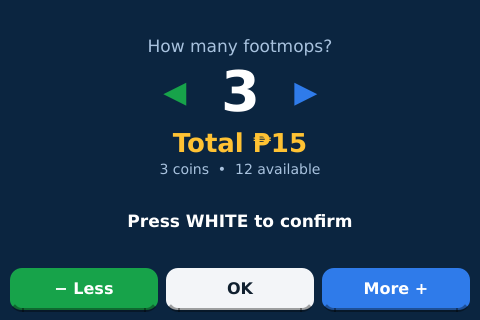 How many footmops?
◀ 3 ▶
Total ₱15
3 coins • 12 available
Press WHITE to confirm
− Less OK More +